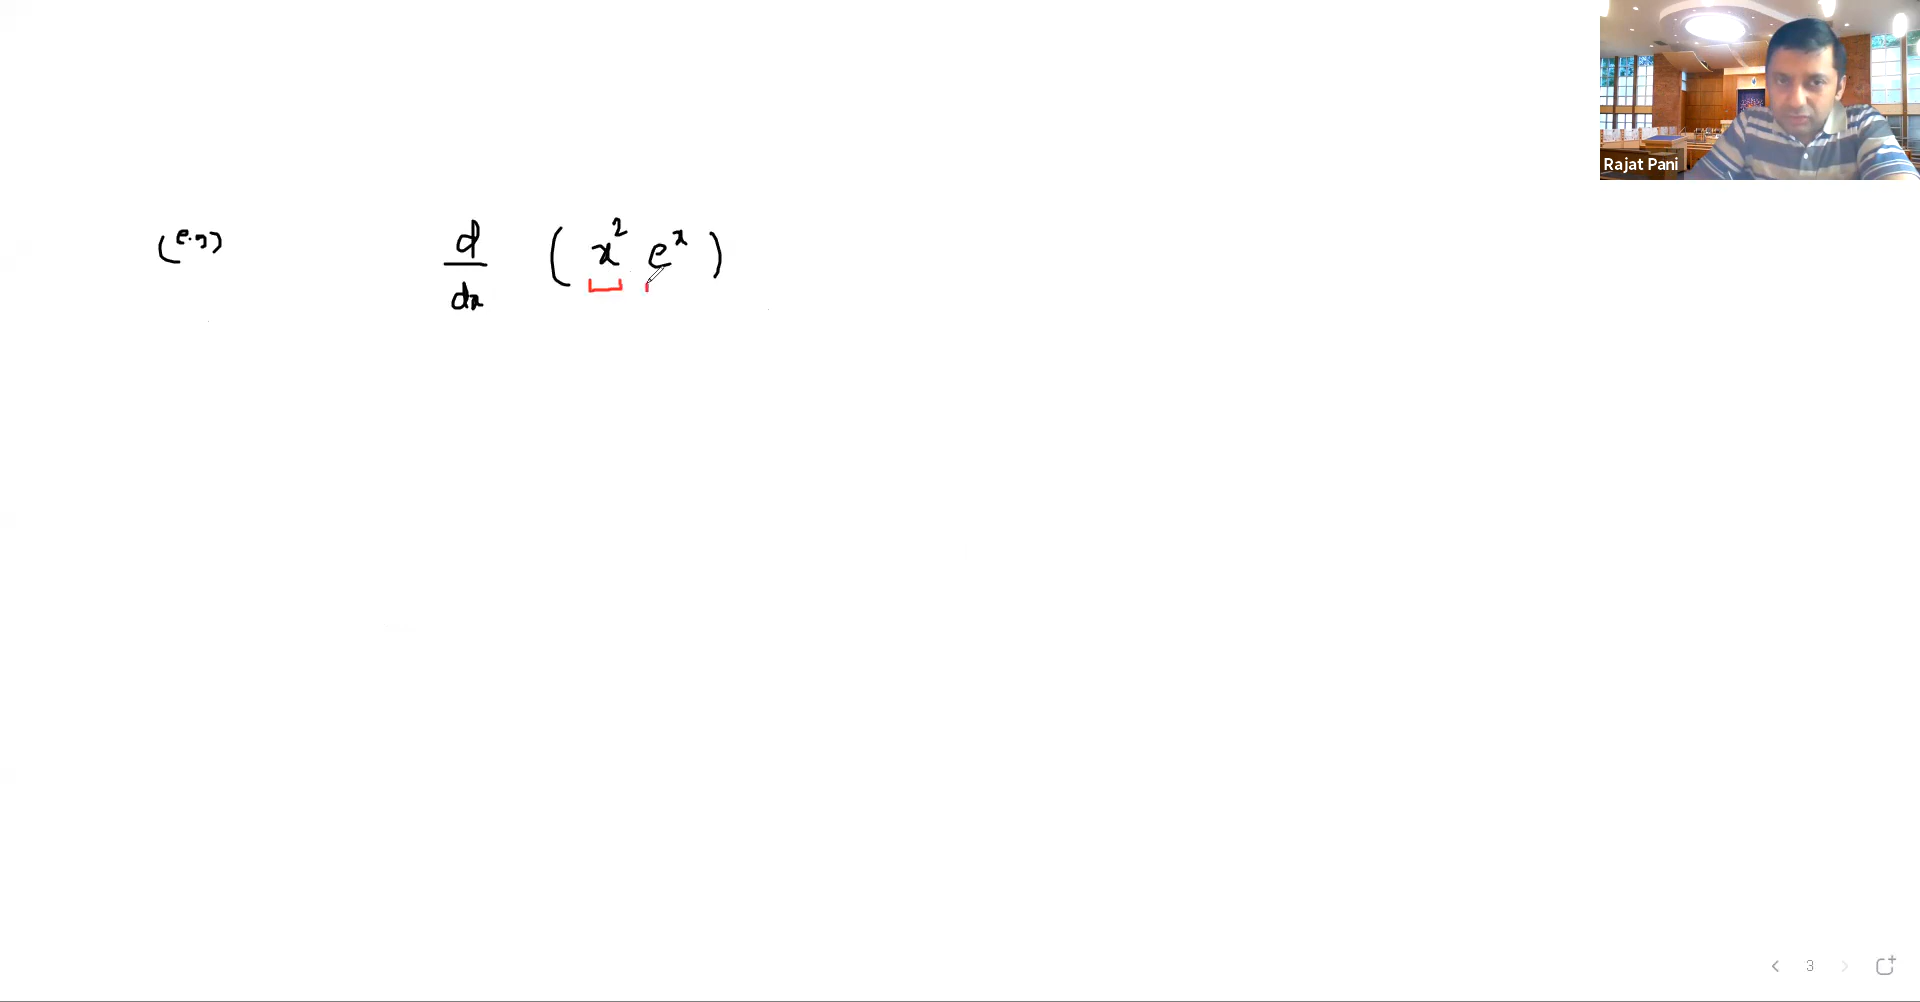 Rajat Pani
(e.g)
d/dx (x² eˣ)
3